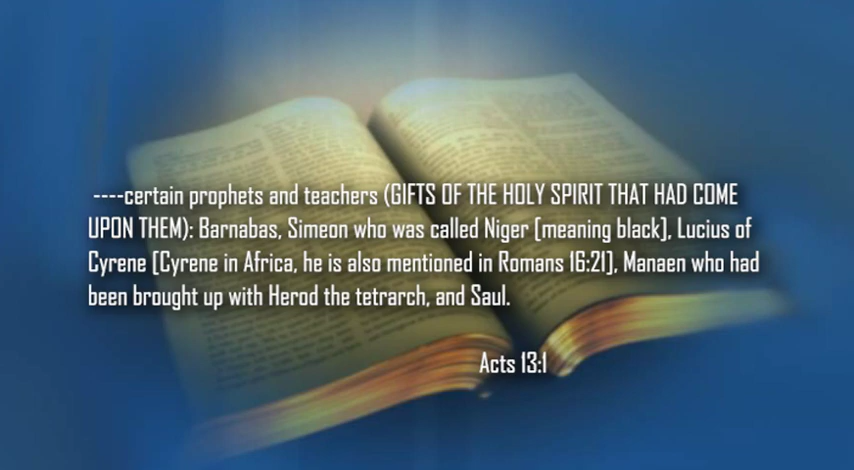 ----certain prophets and teachers (GIFTS OF THE HOLY SPIRIT THAT HAD COME
UPON THEM): Barnabas, Simeon who was called Niger [meaning black], Lucius of
Cyrene [Cyrene in Africa, he is also mentioned in Romans 16:21], Manaen who had
been brought up with Herod the tetrarch, and Saul.
Acts 13:1